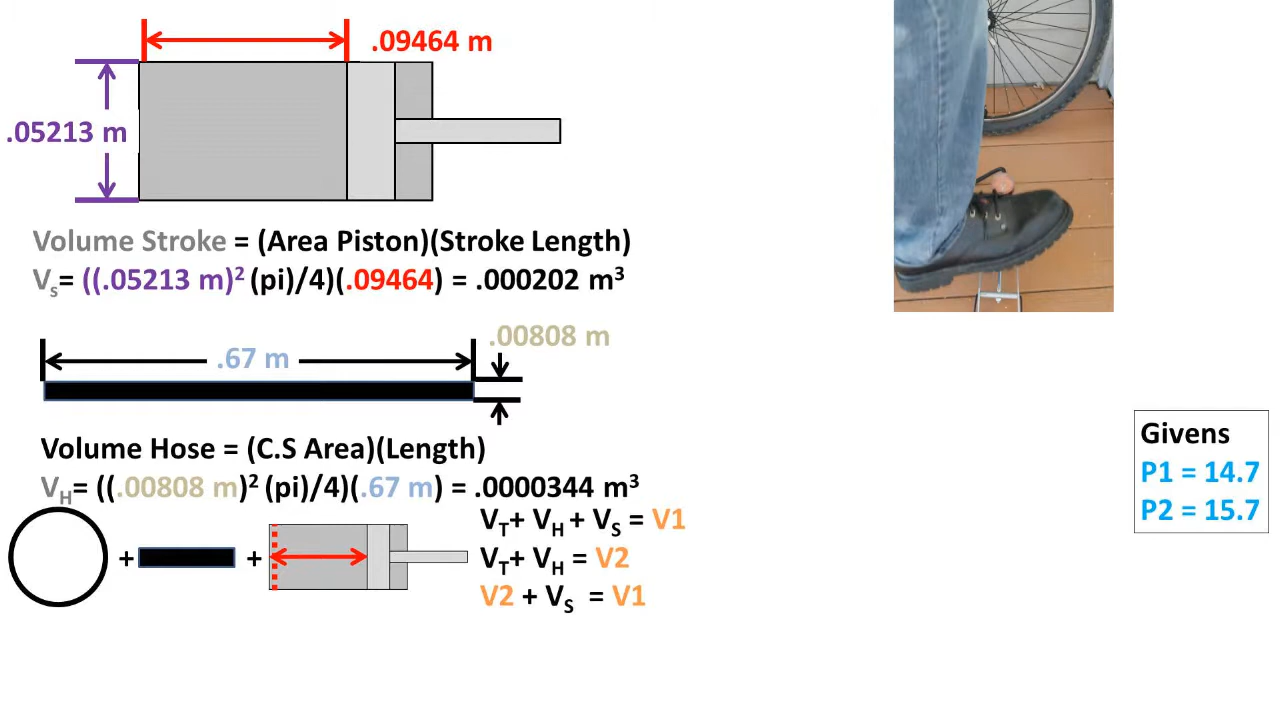 .09464 m
.05213 m
Volume Stroke = (Area Piston)(Stroke Length)
Vs= ((.05213 m)² (pi)/4)(.09464) = .000202 m³
.00808 m
.67 m
Volume Hose = (C.S Area)(Length)
VH= ((.00808 m)² (pi)/4)(.67 m) = .0000344 m³
+ +
VT+ VH + VS = V1
VT+ VH = V2
V2 + VS = V1
Givens
P1 = 14.7
P2 = 15.7